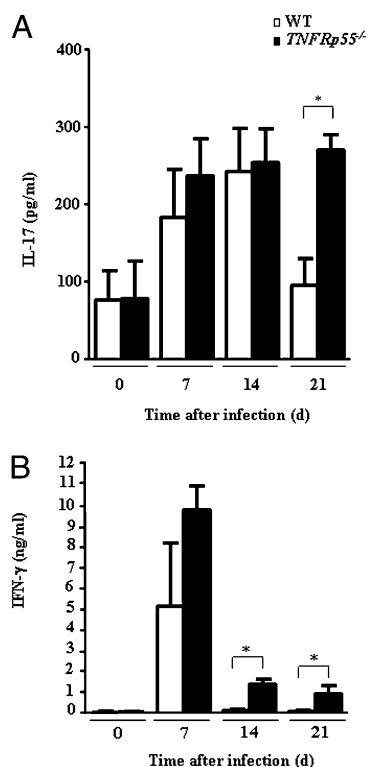 A
WT
TNFRp55-/-
400
300
200
100
0
IL-17 (pg/ml)
*
0 7 14 21
Time after infection (d)
B
12
11
10
9
8
7
6
5
4
3
2
1
0
IFN-γ (ng/ml)
* *
0 7 14 21
Time after infection (d)